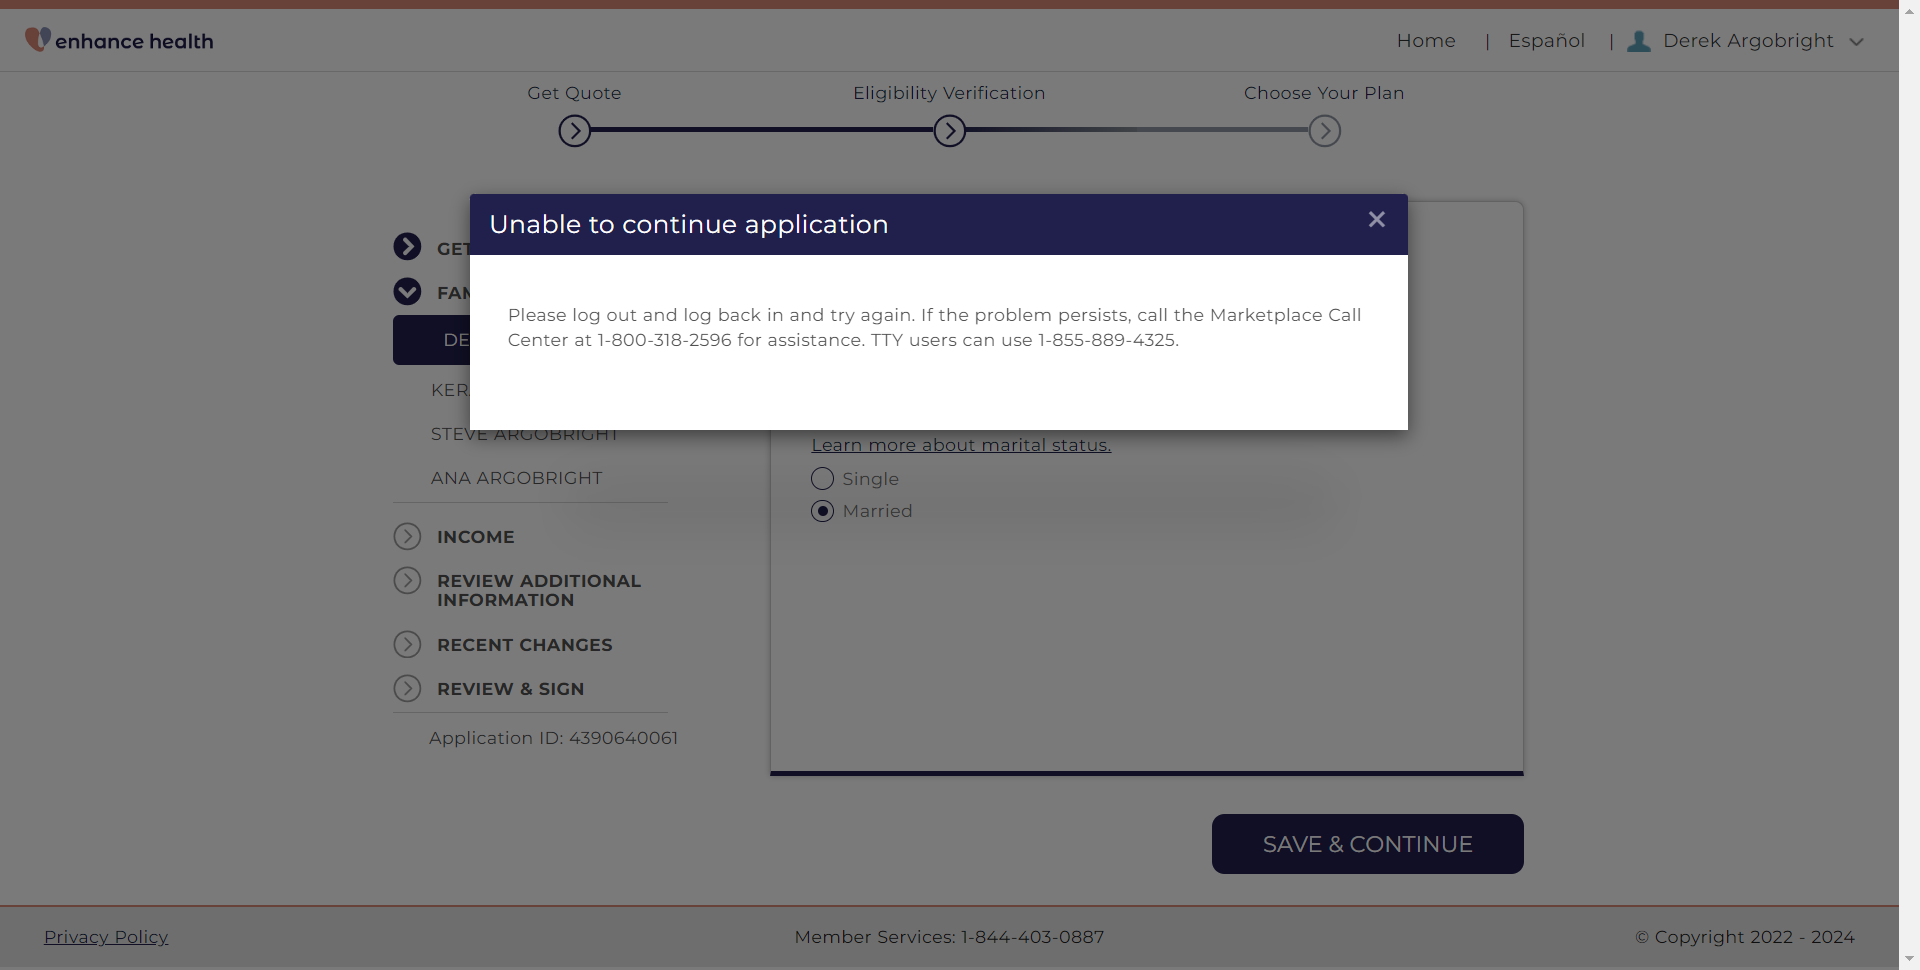 enhance health
Home | Español | Derek Argobright
Get Quote
Eligibility Verification
Choose Your Plan
Unable to continue application
Please log out and log back in and try again. If the problem persists, call the Marketplace Call
Center at 1-800-318-2596 for assistance. TTY users can use 1-855-889-4325.
GET
FAM
DE
KER
STEVE ARGOBRIGHT
ANA ARGOBRIGHT
INCOME
REVIEW ADDITIONAL
INFORMATION
RECENT CHANGES
REVIEW & SIGN
Application ID: 4390640061
Learn more about marital status.
Single
Married
SAVE & CONTINUE
Privacy Policy
Member Services: 1-844-403-0887
© Copyright 2022 - 2024